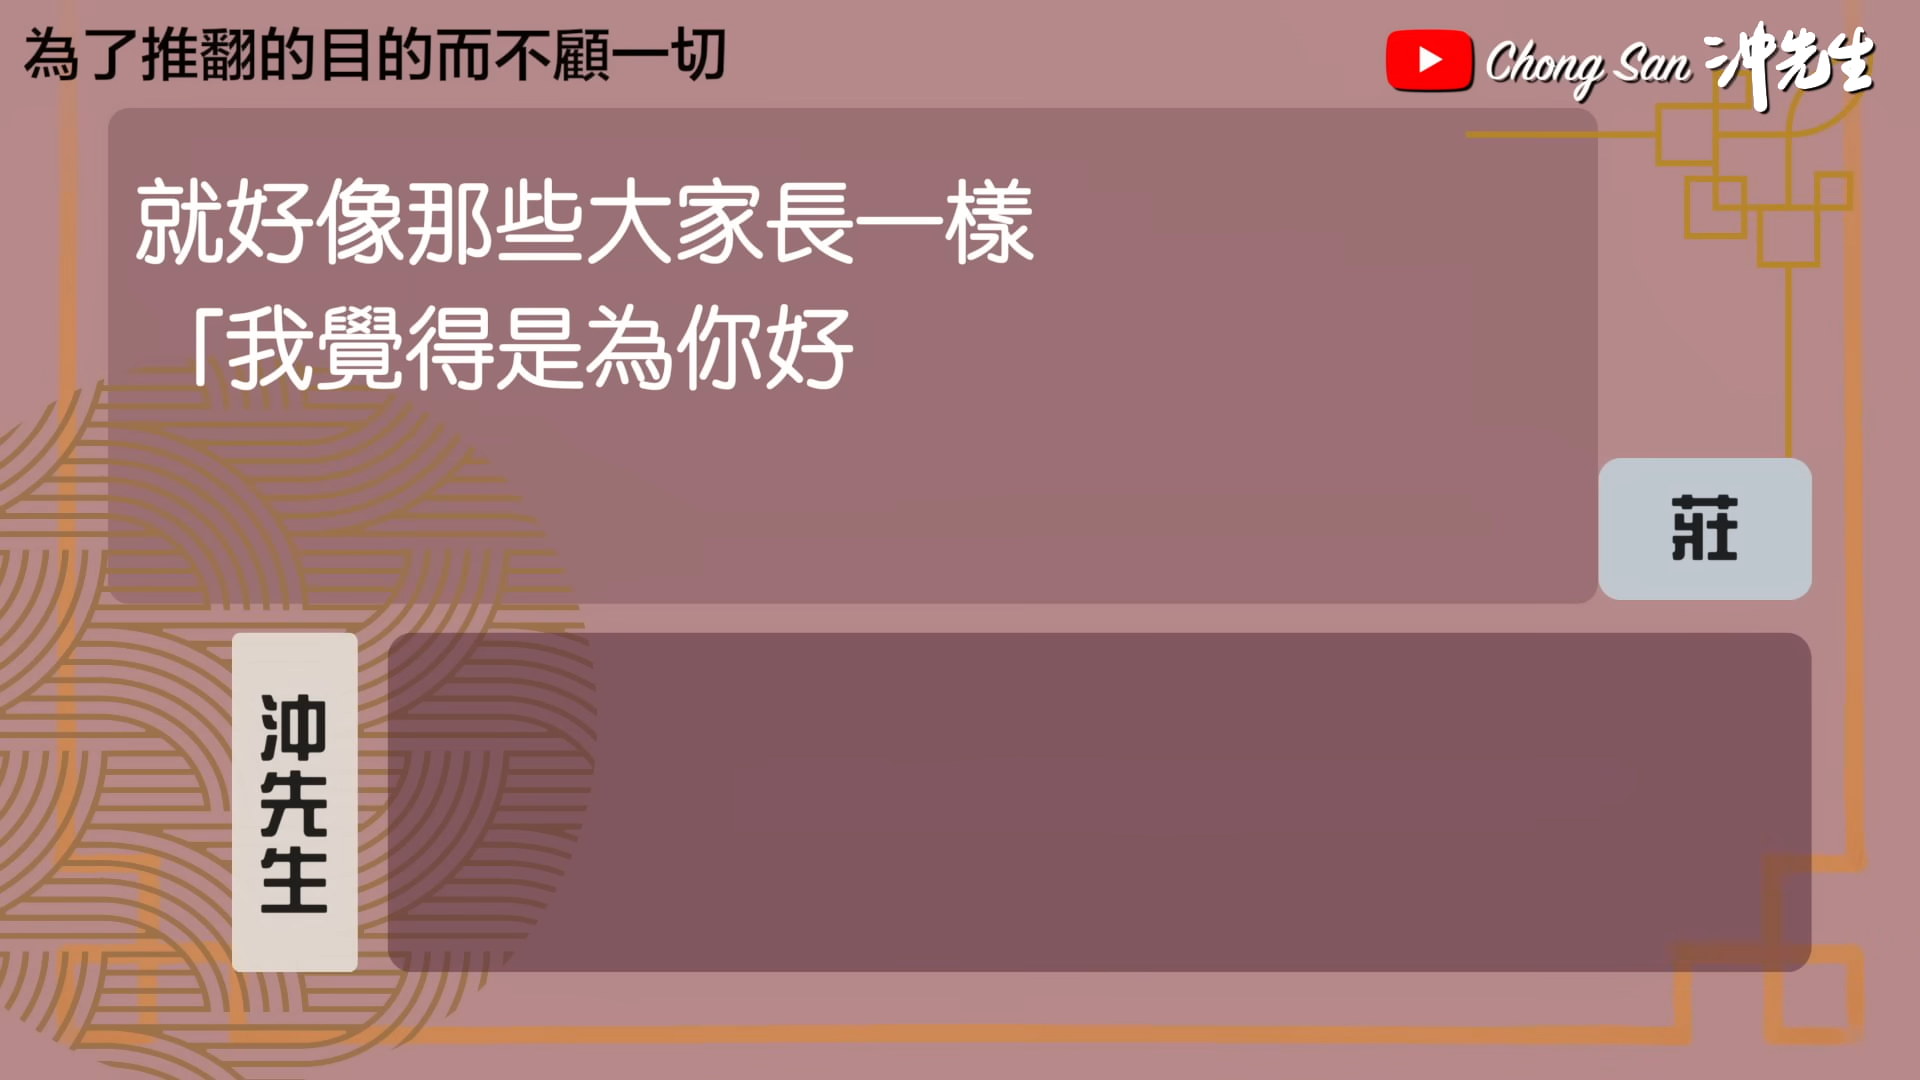 為了推翻的目的而不顧一切
Chong San 沖先生
就好像那些大家長一樣
「我覺得是為你好
莊
沖先生